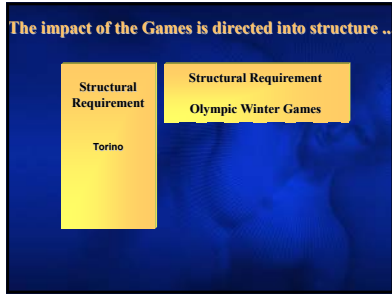 The impact of the Games is directed into structure ..
Structural
Requirement
Torino
Structural Requirement
Olympic Winter Games